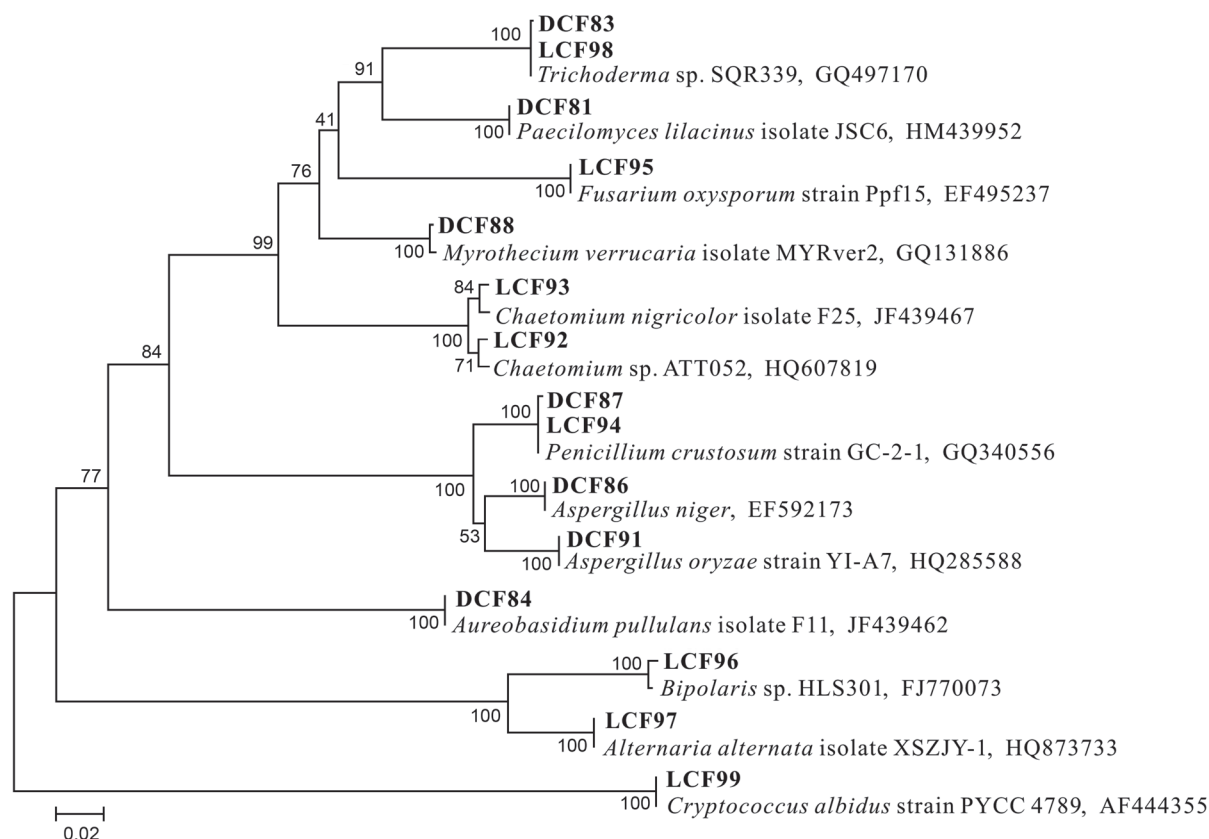 DCF83
100
LCF98
Trichoderma sp. SQR339, GQ497170
91
DCF81
100
Paecilomyces lilacinus isolate JSC6, HM439952
41
LCF95
100
Fusarium oxysporum strain Ppf15, EF495237
76
DCF88
100
Myrothecium verrucaria isolate MYRver2, GQ131886
99
84
LCF93
Chaetomium nigricolor isolate F25, JF439467
100
LCF92
71
Chaetomium sp. ATT052, HQ607819
84
DCF87
100
LCF94
Penicillium crustosum strain GC-2-1, GQ340556
100
100
DCF86
Aspergillus niger, EF592173
53
DCF91
100
Aspergillus oryzae strain YI-A7, HQ285588
77
DCF84
100
Aureobasidium pullulans isolate F11, JF439462
100
LCF96
Bipolaris sp. HLS301, FJ770073
100
LCF97
100
Alternaria alternata isolate XSZJY-1, HQ873733
LCF99
100
Cryptococcus albidus strain PYCC 4789, AF444355
0.02